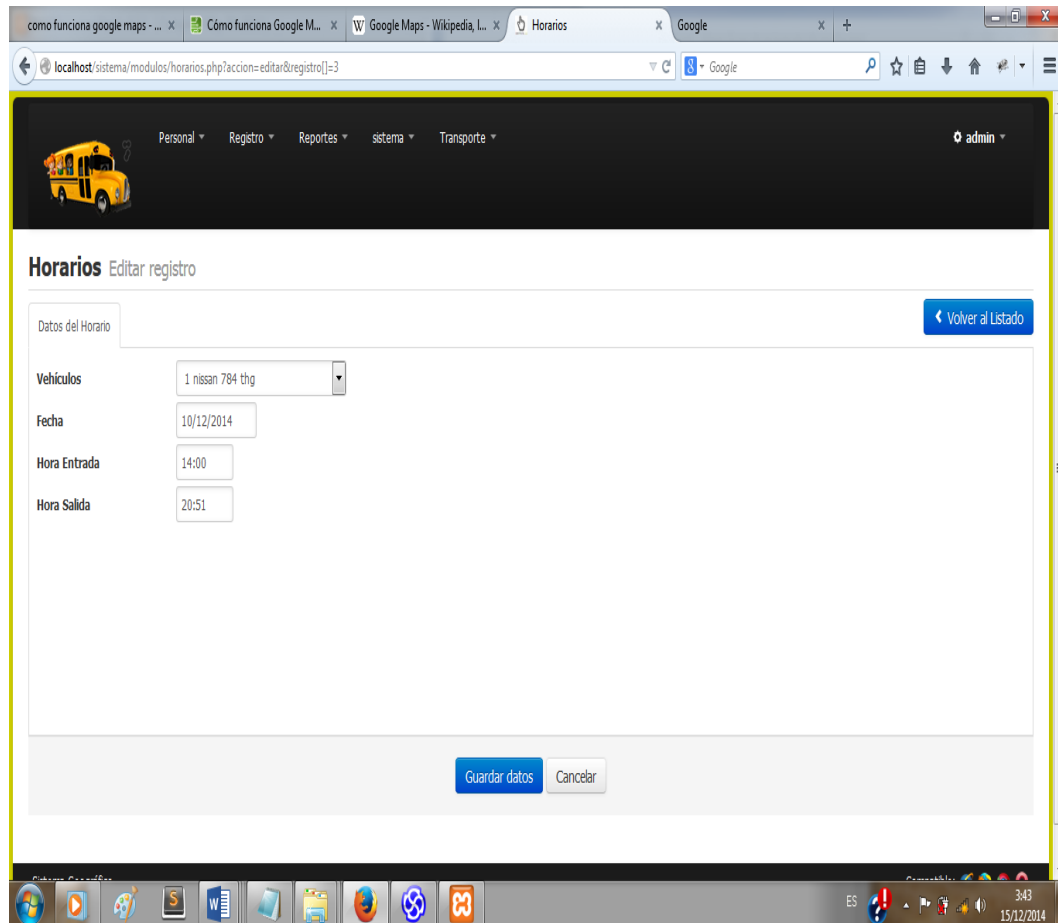 como funciona google maps - ... X Cómo funciona Google M... X W Google Maps - Wikipedia, l... X Horarios X Google X +
localhost/sistema/modulos/horarios.php?accion=editar&registro[]=3 8 Google
Personal Registro Reportes sistema Transporte admin
Horarios Editar registro
Datos del Horario Volver al Listado
Vehículos 1 nissan 784 thg
Fecha 10/12/2014
Hora Entrada 14:00
Hora Salida 20:51
Guardar datos Cancelar
ES 3:43
15/12/2014